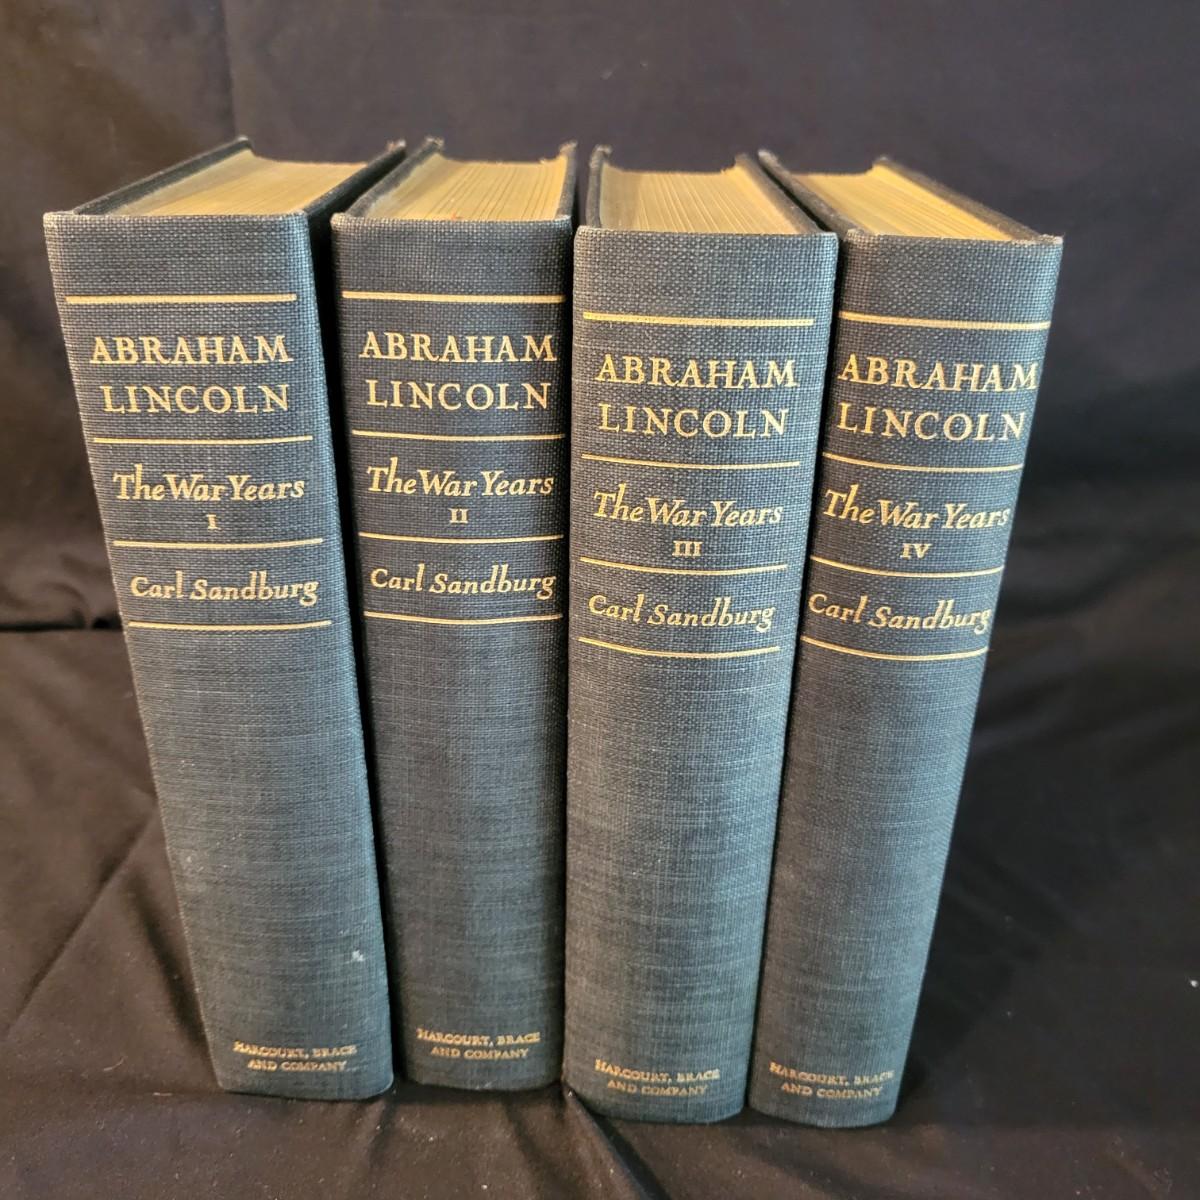 ABRAHAM
LINCOLN
The War Years
I
Carl Sandburg
HARCOURT, BRACE
AND COMPANY
ABRAHAM
LINCOLN
The War Years
II
Carl Sandburg
HARCOURT, BRACE
AND COMPANY
ABRAHAM
LINCOLN
The War Years
III
Carl Sandburg
HARCOURT, BRACE
AND COMPANY
ABRAHAM
LINCOLN
The War Years
IV
Carl Sandburg
HARCOURT, BRACE
AND COMPANY